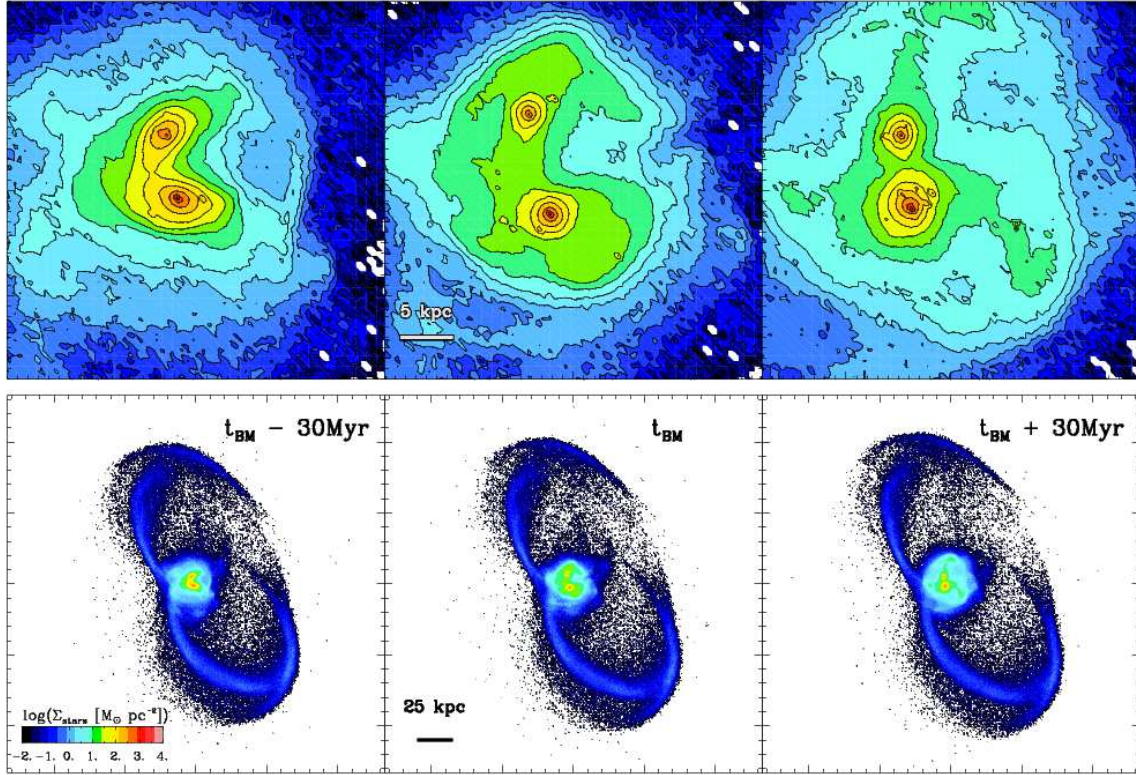 5 kpc
t_BM − 30Myr
t_BM
t_BM + 30Myr
25 kpc
log(Σ_stars [M_⊙ pc⁻²])
−2. −1. 0. 1. 2. 3. 4.